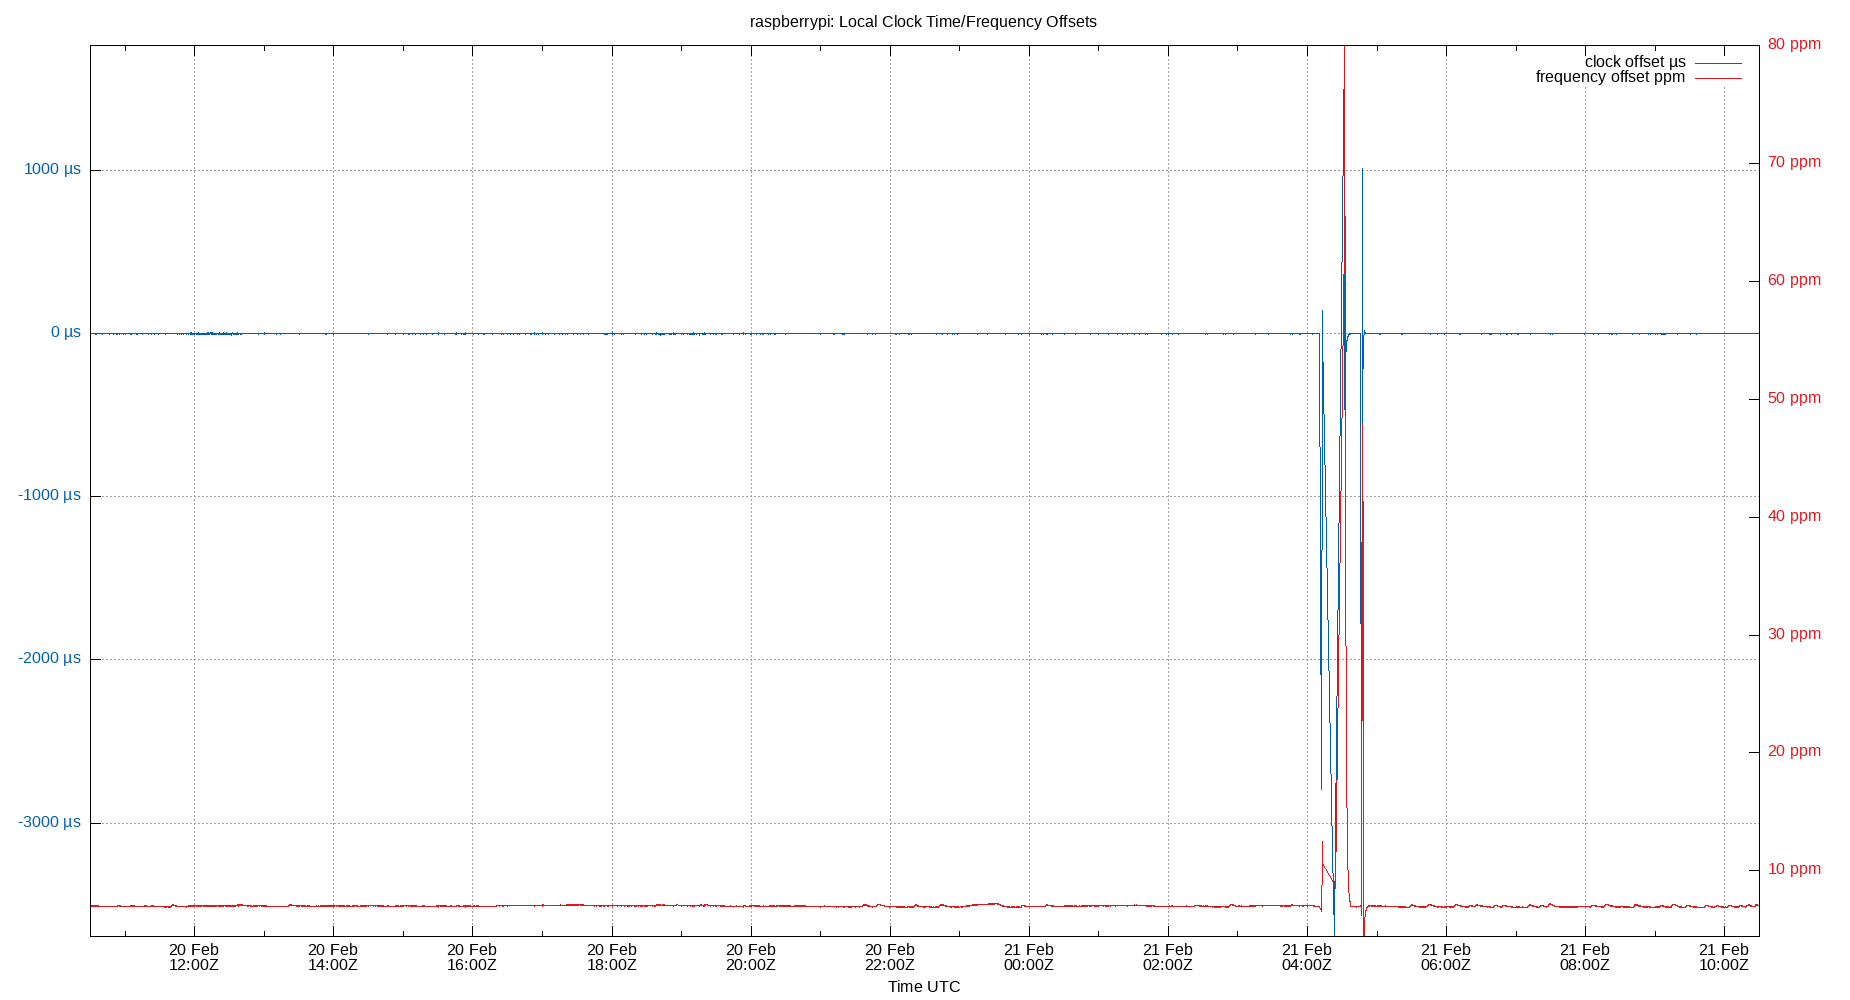 raspberrypi: Local Clock Time/Frequency Offsets
80 ppm
clock offset µs
frequency offset ppm
1000 µs
70 ppm
60 ppm
0 µs
50 ppm
-1000 µs
40 ppm
30 ppm
-2000 µs
20 ppm
-3000 µs
10 ppm
20 Feb 20 Feb 20 Feb 20 Feb 20 Feb 20 Feb 21 Feb 21 Feb 21 Feb 21 Feb 21 Feb 21 Feb
12:00Z 14:00Z 16:00Z 18:00Z 20:00Z 22:00Z 00:00Z 02:00Z 04:00Z 06:00Z 08:00Z 10:00Z
Time UTC